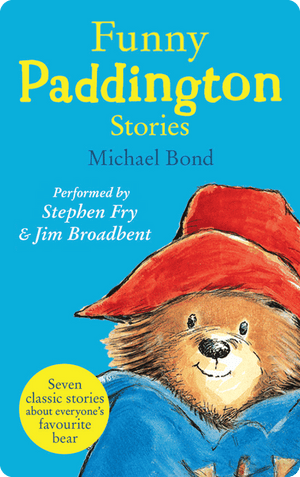 Funny
Paddington
Stories
Michael Bond
Performed by
Stephen Fry
& Jim Broadbent
Seven
classic stories
about everyone's
favourite
bear